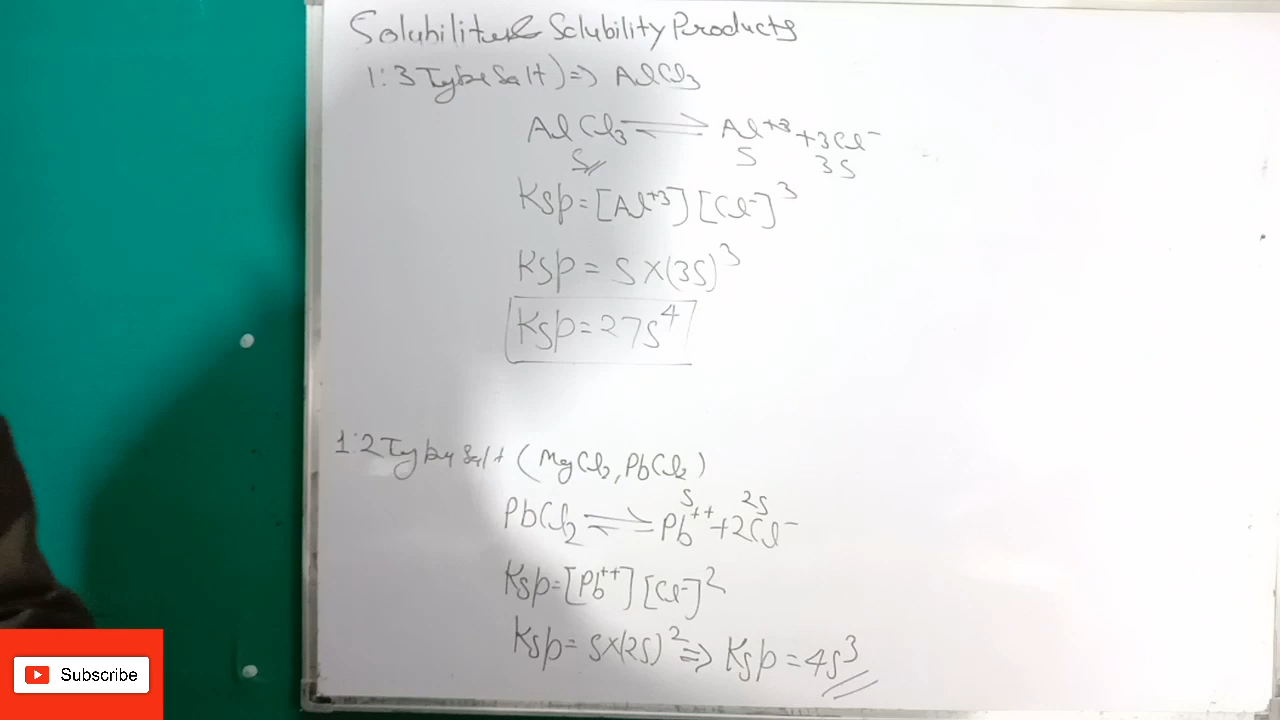 Solubility & Solubility Products
1:3 Type Salt) => AlCl3
AlCl3 ⇌ Al+3 + 3Cl-
S S 3S
Ksp = [Al+3] [Cl-]3
Ksp = S x (3S)3
Ksp = 27S4
1:2 Type Salt (MgCl2, PbCl2)
S 2S
PbCl2 ⇌ Pb++ + 2Cl-
Ksp = [Pb++] [Cl-]2
Ksp = S x (2S)2 => Ksp = 4S3
Subscribe